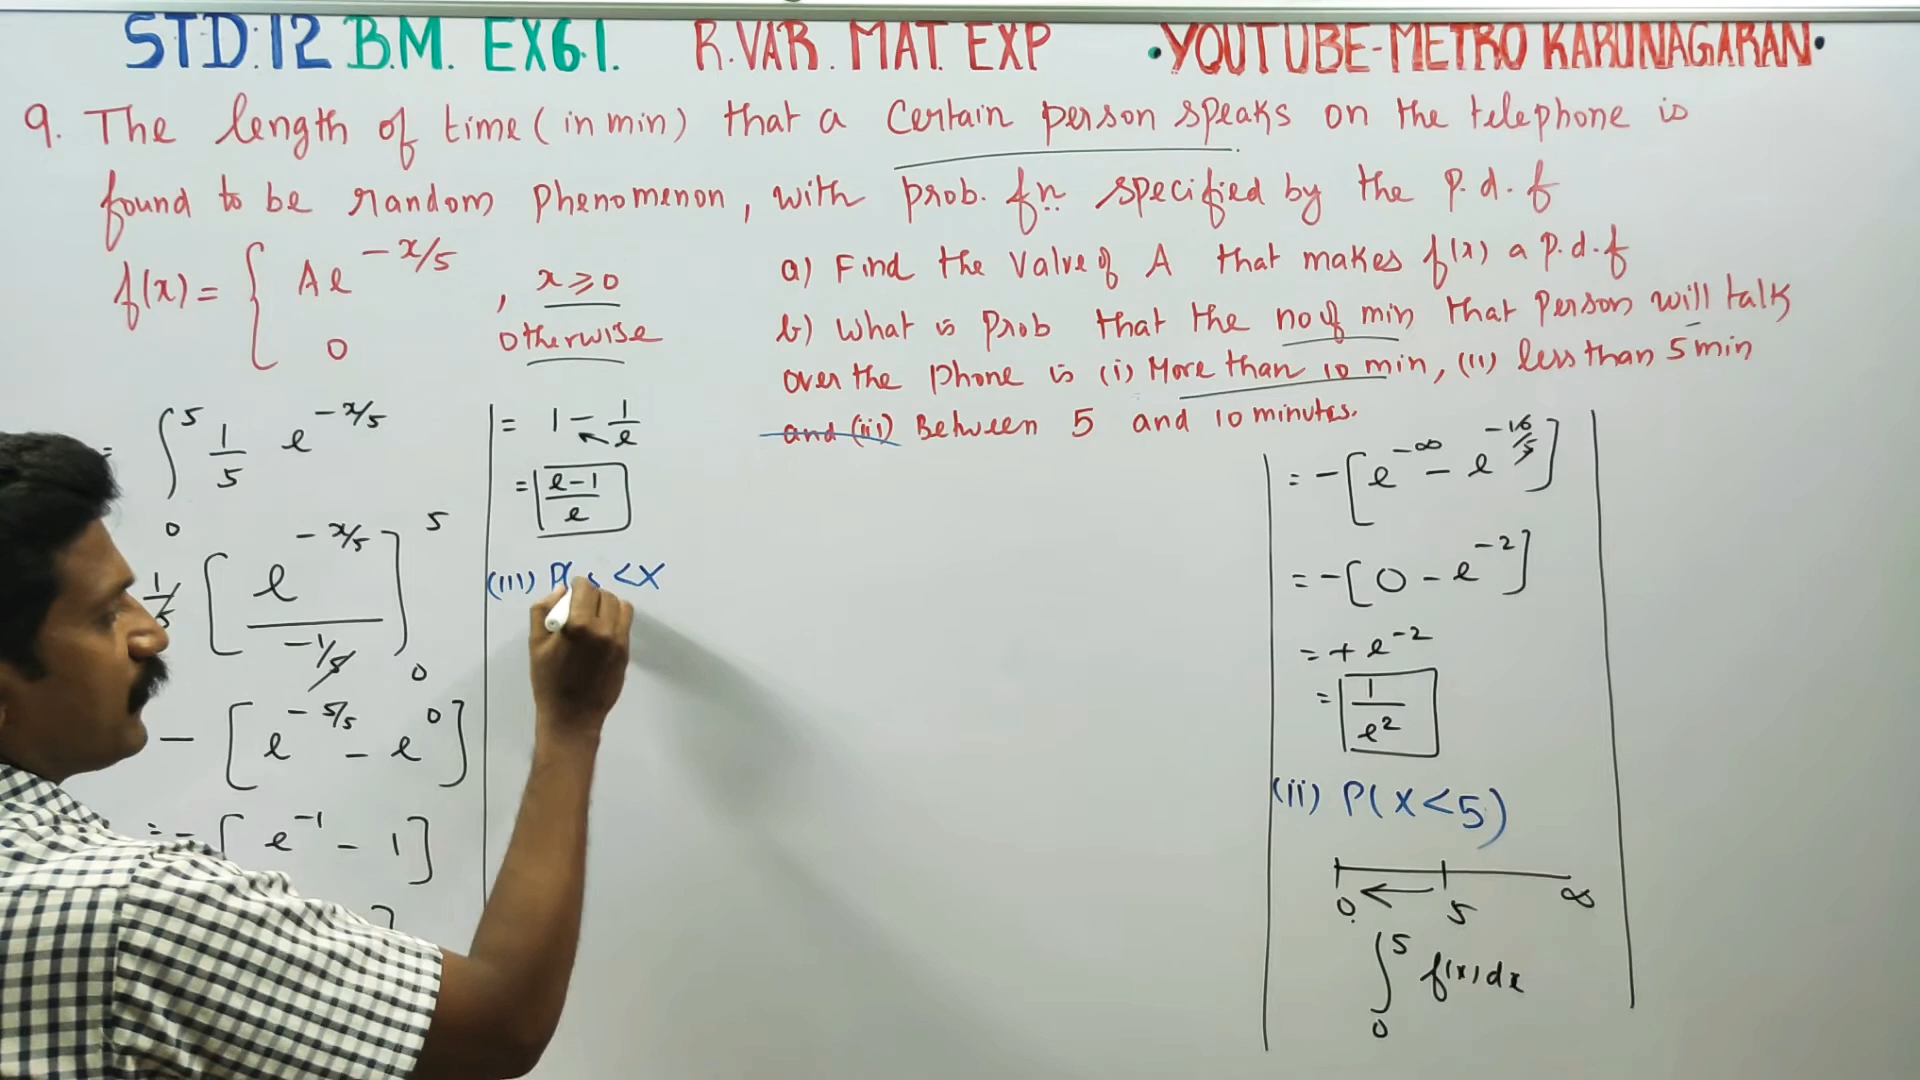 STD:12 B.M. EX6.1. R.VAR. MAT. EXP •YOUTUBE-METRO KARUNAGARAN•
9. The length of time (in min) that a certain person speaks on the telephone is
found to be random phenomenon, with prob. fn specified by the p.d.f
f(x) = { Ae^{-x/5} , x ≥ 0
0 otherwise
a) Find the value of A that makes f(x) a p.d.f
b) What is prob that the no of min that person will talk
over the phone is (i) More than 10 min, (ii) less than 5 min
and (iii) Between 5 and 10 minutes.
= ∫_0^5 1/5 e^{-x/5}
1/5 [ e^{-x/5} / -1/5 ]_0^5
- [ e^{-5/5} - e^0 ]
= - [ e^{-1} - 1 ]
= 1 - 1/e
= e-1/e
(iii) P( <X
= -[ e^{-∞} - e^{-10/5} ]
= -[ 0 - e^{-2} ]
= + e^{-2}
= 1/e²
(ii) P(X<5)
0 5 ∞
∫_0^5 f(x) dx